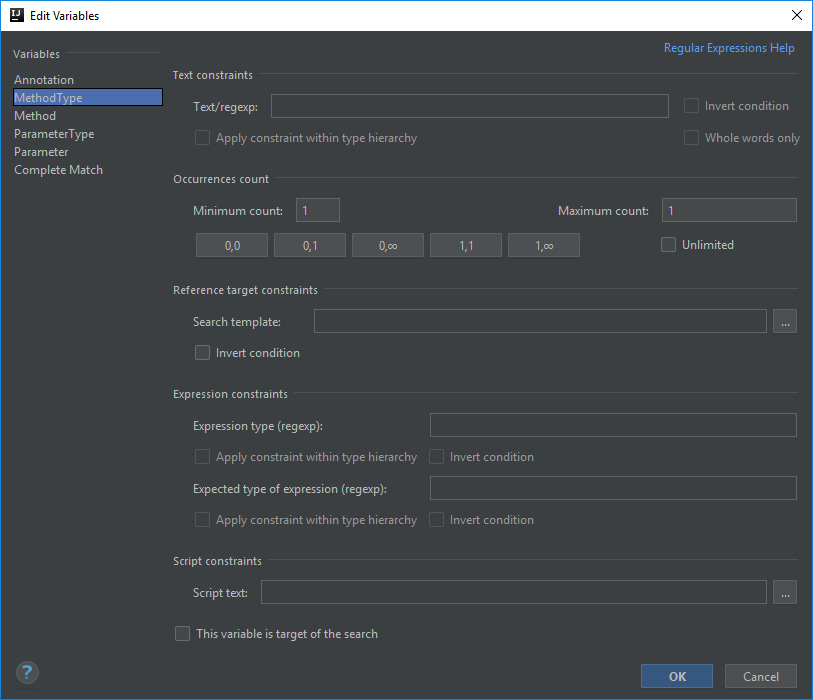 IJ Edit Variables
Regular Expressions Help
Variables
Annotation
MethodType
Method
ParameterType
Parameter
Complete Match
Text constraints
Text/regexp: Invert condition
Apply constraint within type hierarchy Whole words only
Occurrences count
Minimum count: 1 Maximum count: 1
0,0 0,1 0,∞ 1,1 1,∞ Unlimited
Reference target constraints
Search template: ...
Invert condition
Expression constraints
Expression type (regexp):
Apply constraint within type hierarchy Invert condition
Expected type of expression (regexp):
Apply constraint within type hierarchy Invert condition
Script constraints
Script text: ...
This variable is target of the search
? OK Cancel